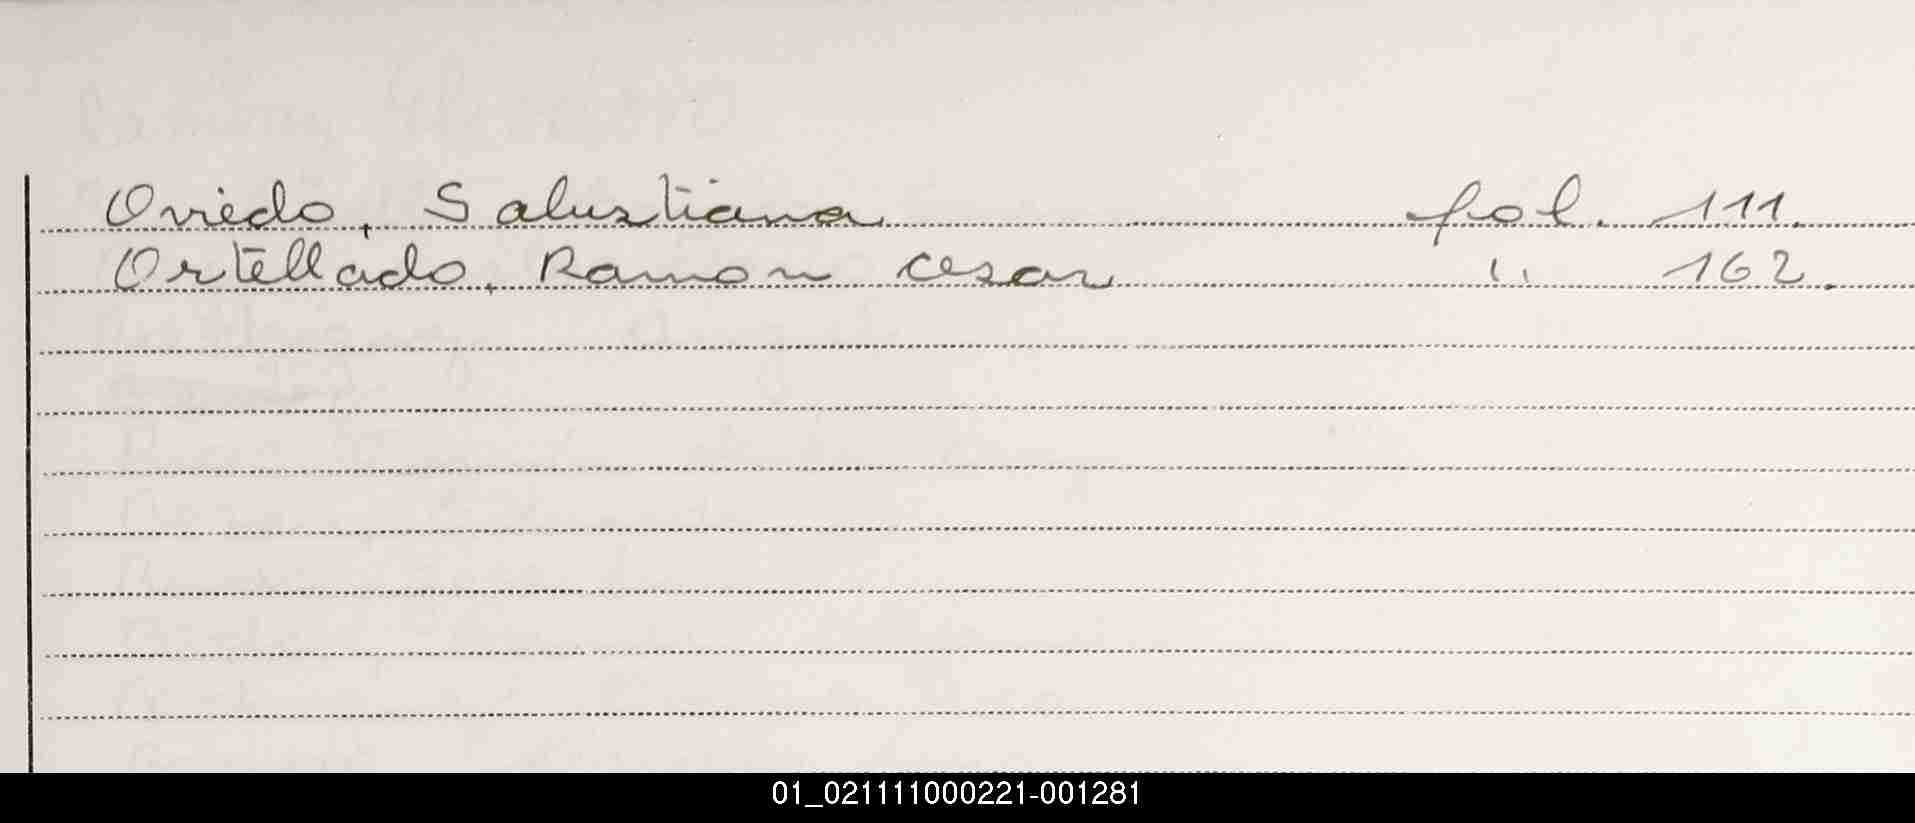 Oviedo, Salustiana fol. 111.
Ortellado, Ramon Cesar " 162.
01_021111000221-001281